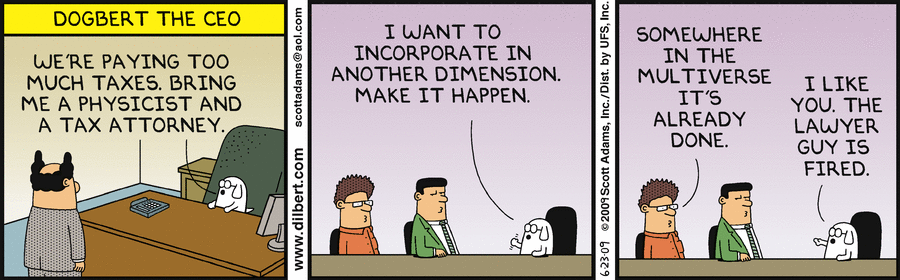 DOGBERT THE CEO
WE'RE PAYING TOO
MUCH TAXES. BRING
ME A PHYSICIST AND
A TAX ATTORNEY.
www.dilbert.com
scottadams@aol.com
I WANT TO
INCORPORATE IN
ANOTHER DIMENSION.
MAKE IT HAPPEN.
6-23-09 ©2009 Scott Adams, Inc./Dist. by UFS, Inc.
SOMEWHERE
IN THE
MULTIVERSE
IT'S
ALREADY
DONE.
I LIKE
YOU. THE
LAWYER
GUY IS
FIRED.